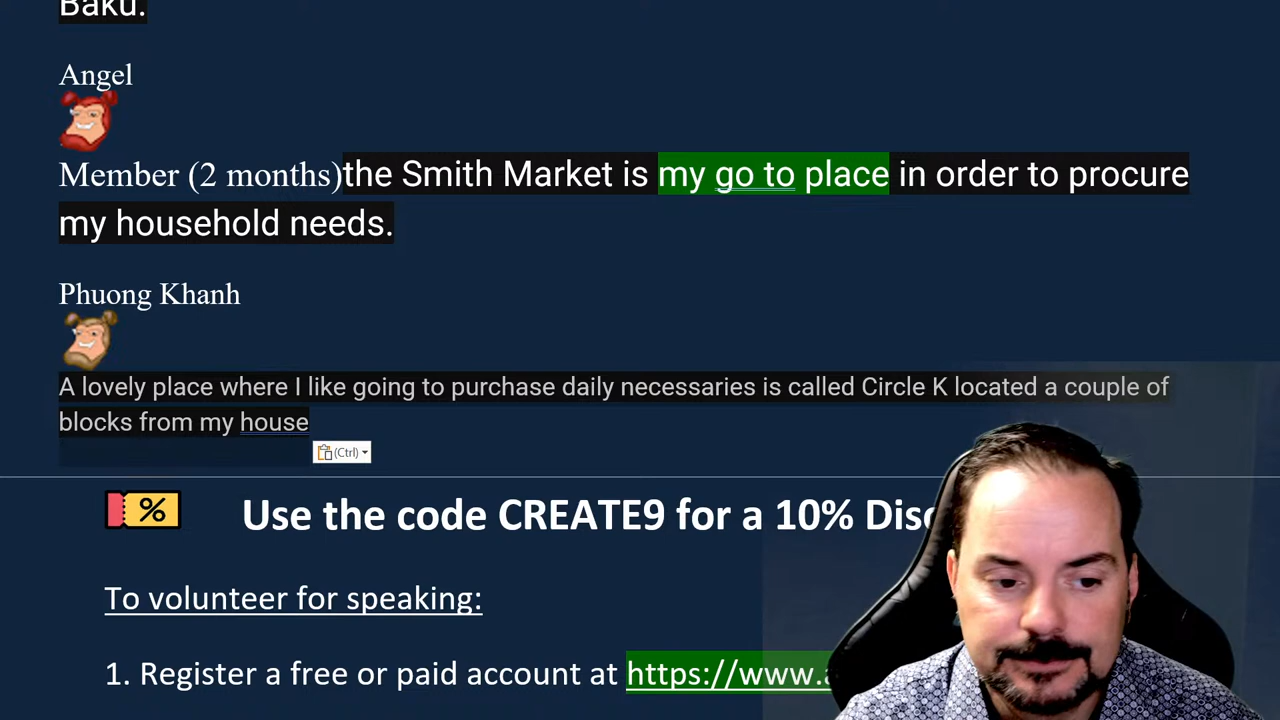 Baku.
Angel
Member (2 months)the Smith Market is my go to place in order to procure
my household needs.
Phuong Khanh
A lovely place where I like going to purchase daily necessaries is called Circle K located a couple of
blocks from my house
(Ctrl)
% Use the code CREATE9 for a 10%
To volunteer for speaking:
1. Register a free or paid account at https://www.a